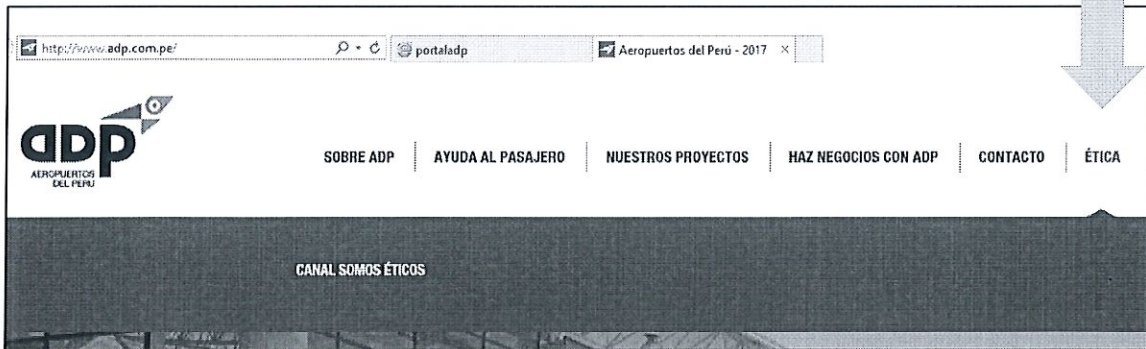 http://www.adp.com.pe/ portaladp Aeropuertos del Perú - 2017 ×
adp
AEROPUERTOS
DEL PERÚ
SOBRE ADP AYUDA AL PASAJERO NUESTROS PROYECTOS HAZ NEGOCIOS CON ADP CONTACTO ÉTICA
CANAL SOMOS ÉTICOS